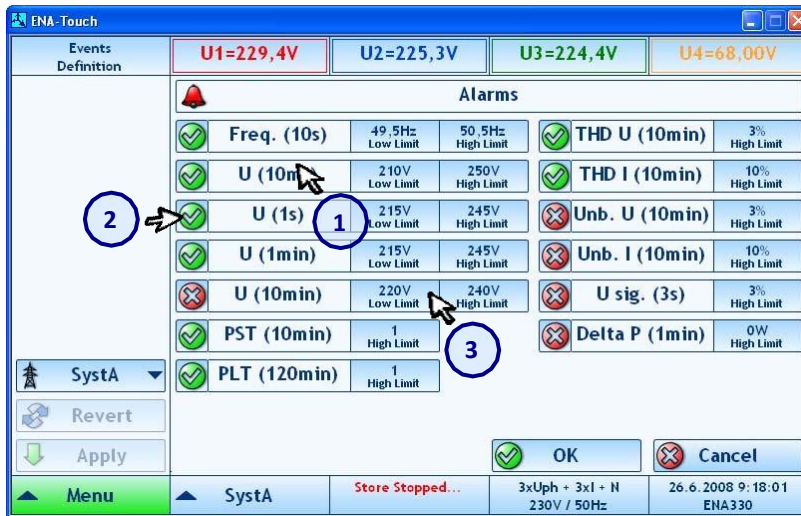 ENA-Touch
Events
Definition
U1=229,4V
U2=225,3V
U3=224,4V
U4=68,00V
Alarms
Freq. (10s)
49,5Hz
Low Limit
50,5Hz
High Limit
THD U (10min)
3%
High Limit
U (10m
210V
Low Limit
250V
High Limit
THD I (10min)
10%
High Limit
2
U (1s)
1
215V
Low Limit
245V
High Limit
Unb. U (10min)
3%
High Limit
U (1min)
215V
Low Limit
245V
High Limit
Unb. I (10min)
10%
High Limit
U (10min)
220V
Low Limit
240V
High Limit
U sig. (3s)
3%
High Limit
PST (10min)
1
High Limit
3
Delta P (1min)
0W
High Limit
SystA
PLT (120min)
1
High Limit
Revert
Apply
OK
Cancel
Menu
SystA
Store Stopped...
3xUph + 3xI + N
230V / 50Hz
26.6.2008 9:18:01
ENA330